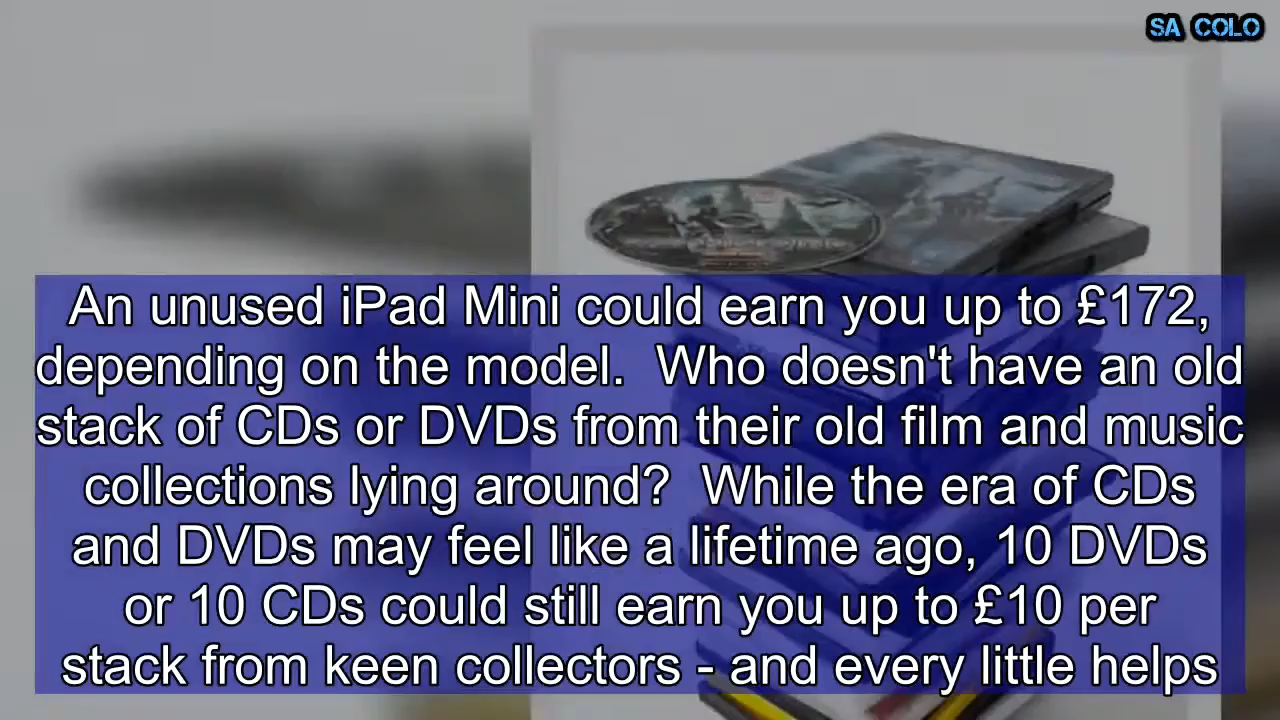 SA COLO
An unused iPad Mini could earn you up to £172,
depending on the model.  Who doesn't have an old
stack of CDs or DVDs from their old film and music
collections lying around?  While the era of CDs
and DVDs may feel like a lifetime ago, 10 DVDs
or 10 CDs could still earn you up to £10 per
stack from keen collectors - and every little helps